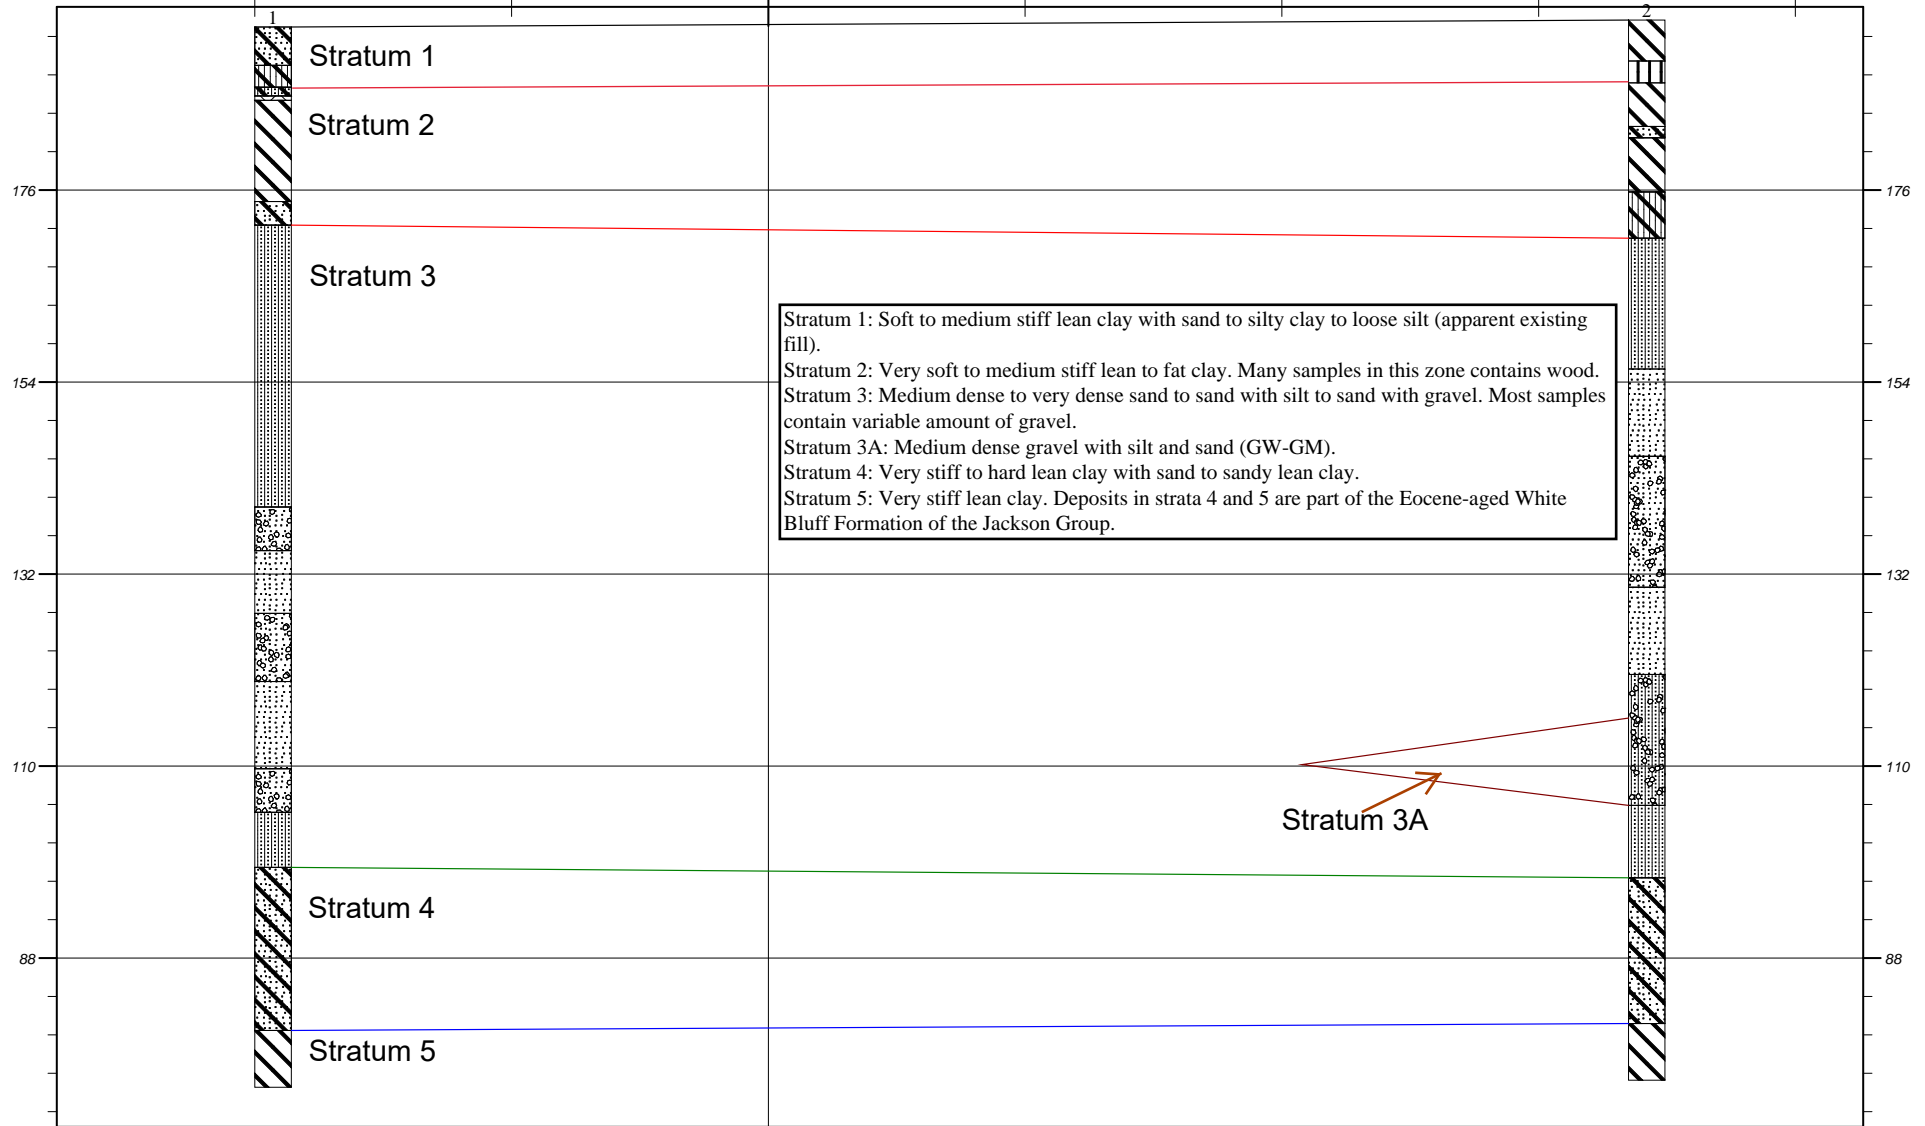 1
2
Stratum 1
Stratum 2
176
176
Stratum 3
Stratum 1: Soft to medium stiff lean clay with sand to silty clay to loose silt (apparent existing
fill).
Stratum 2: Very soft to medium stiff lean to fat clay. Many samples in this zone contains wood.
Stratum 3: Medium dense to very dense sand to sand with silt to sand with gravel. Most samples
contain variable amount of gravel.
Stratum 3A: Medium dense gravel with silt and sand (GW-GM).
Stratum 4: Very stiff to hard lean clay with sand to sandy lean clay.
Stratum 5: Very stiff lean clay. Deposits in strata 4 and 5 are part of the Eocene-aged White
Bluff Formation of the Jackson Group.
154
154
132
132
110
110
Stratum 3A
Stratum 4
88
88
Stratum 5